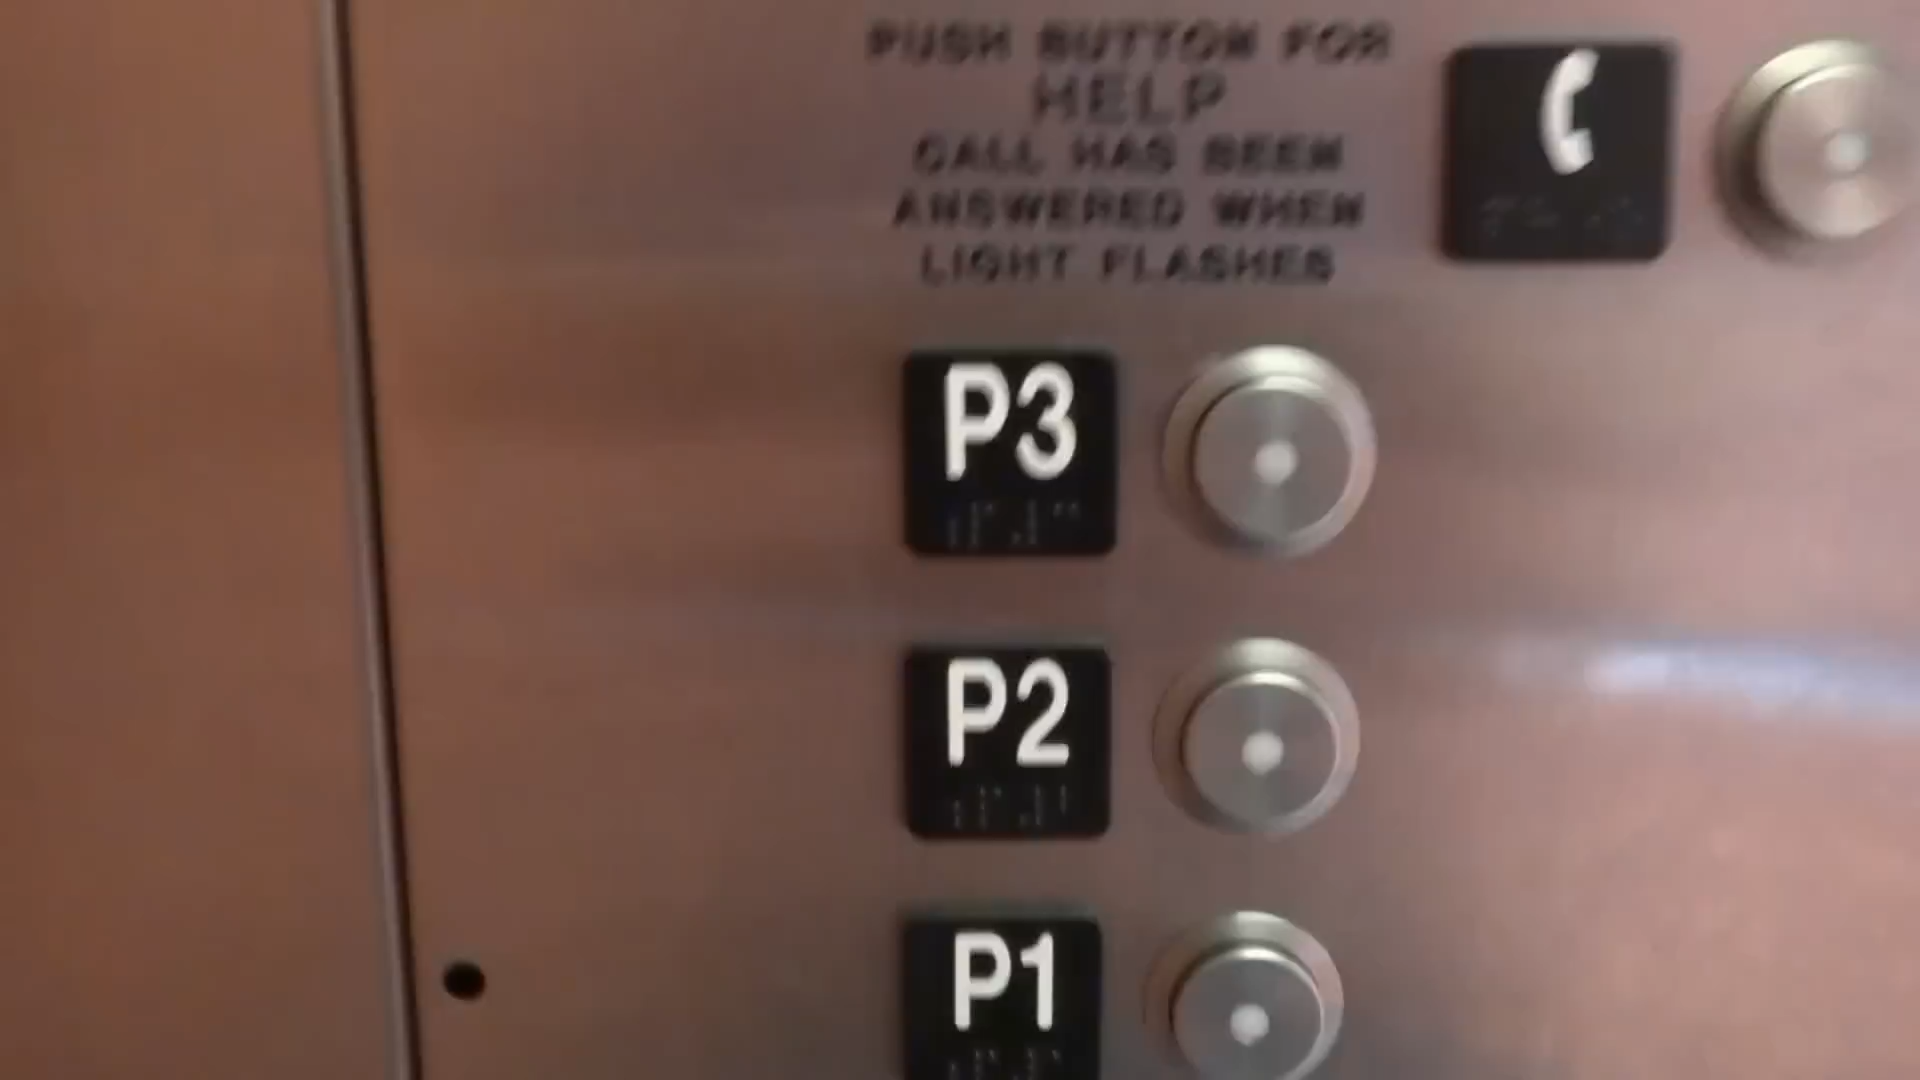 PUSH BUTTON FOR
HELP
CALL HAS BEEN
ANSWERED WHEN
LIGHT FLASHES
P3
P2
P1